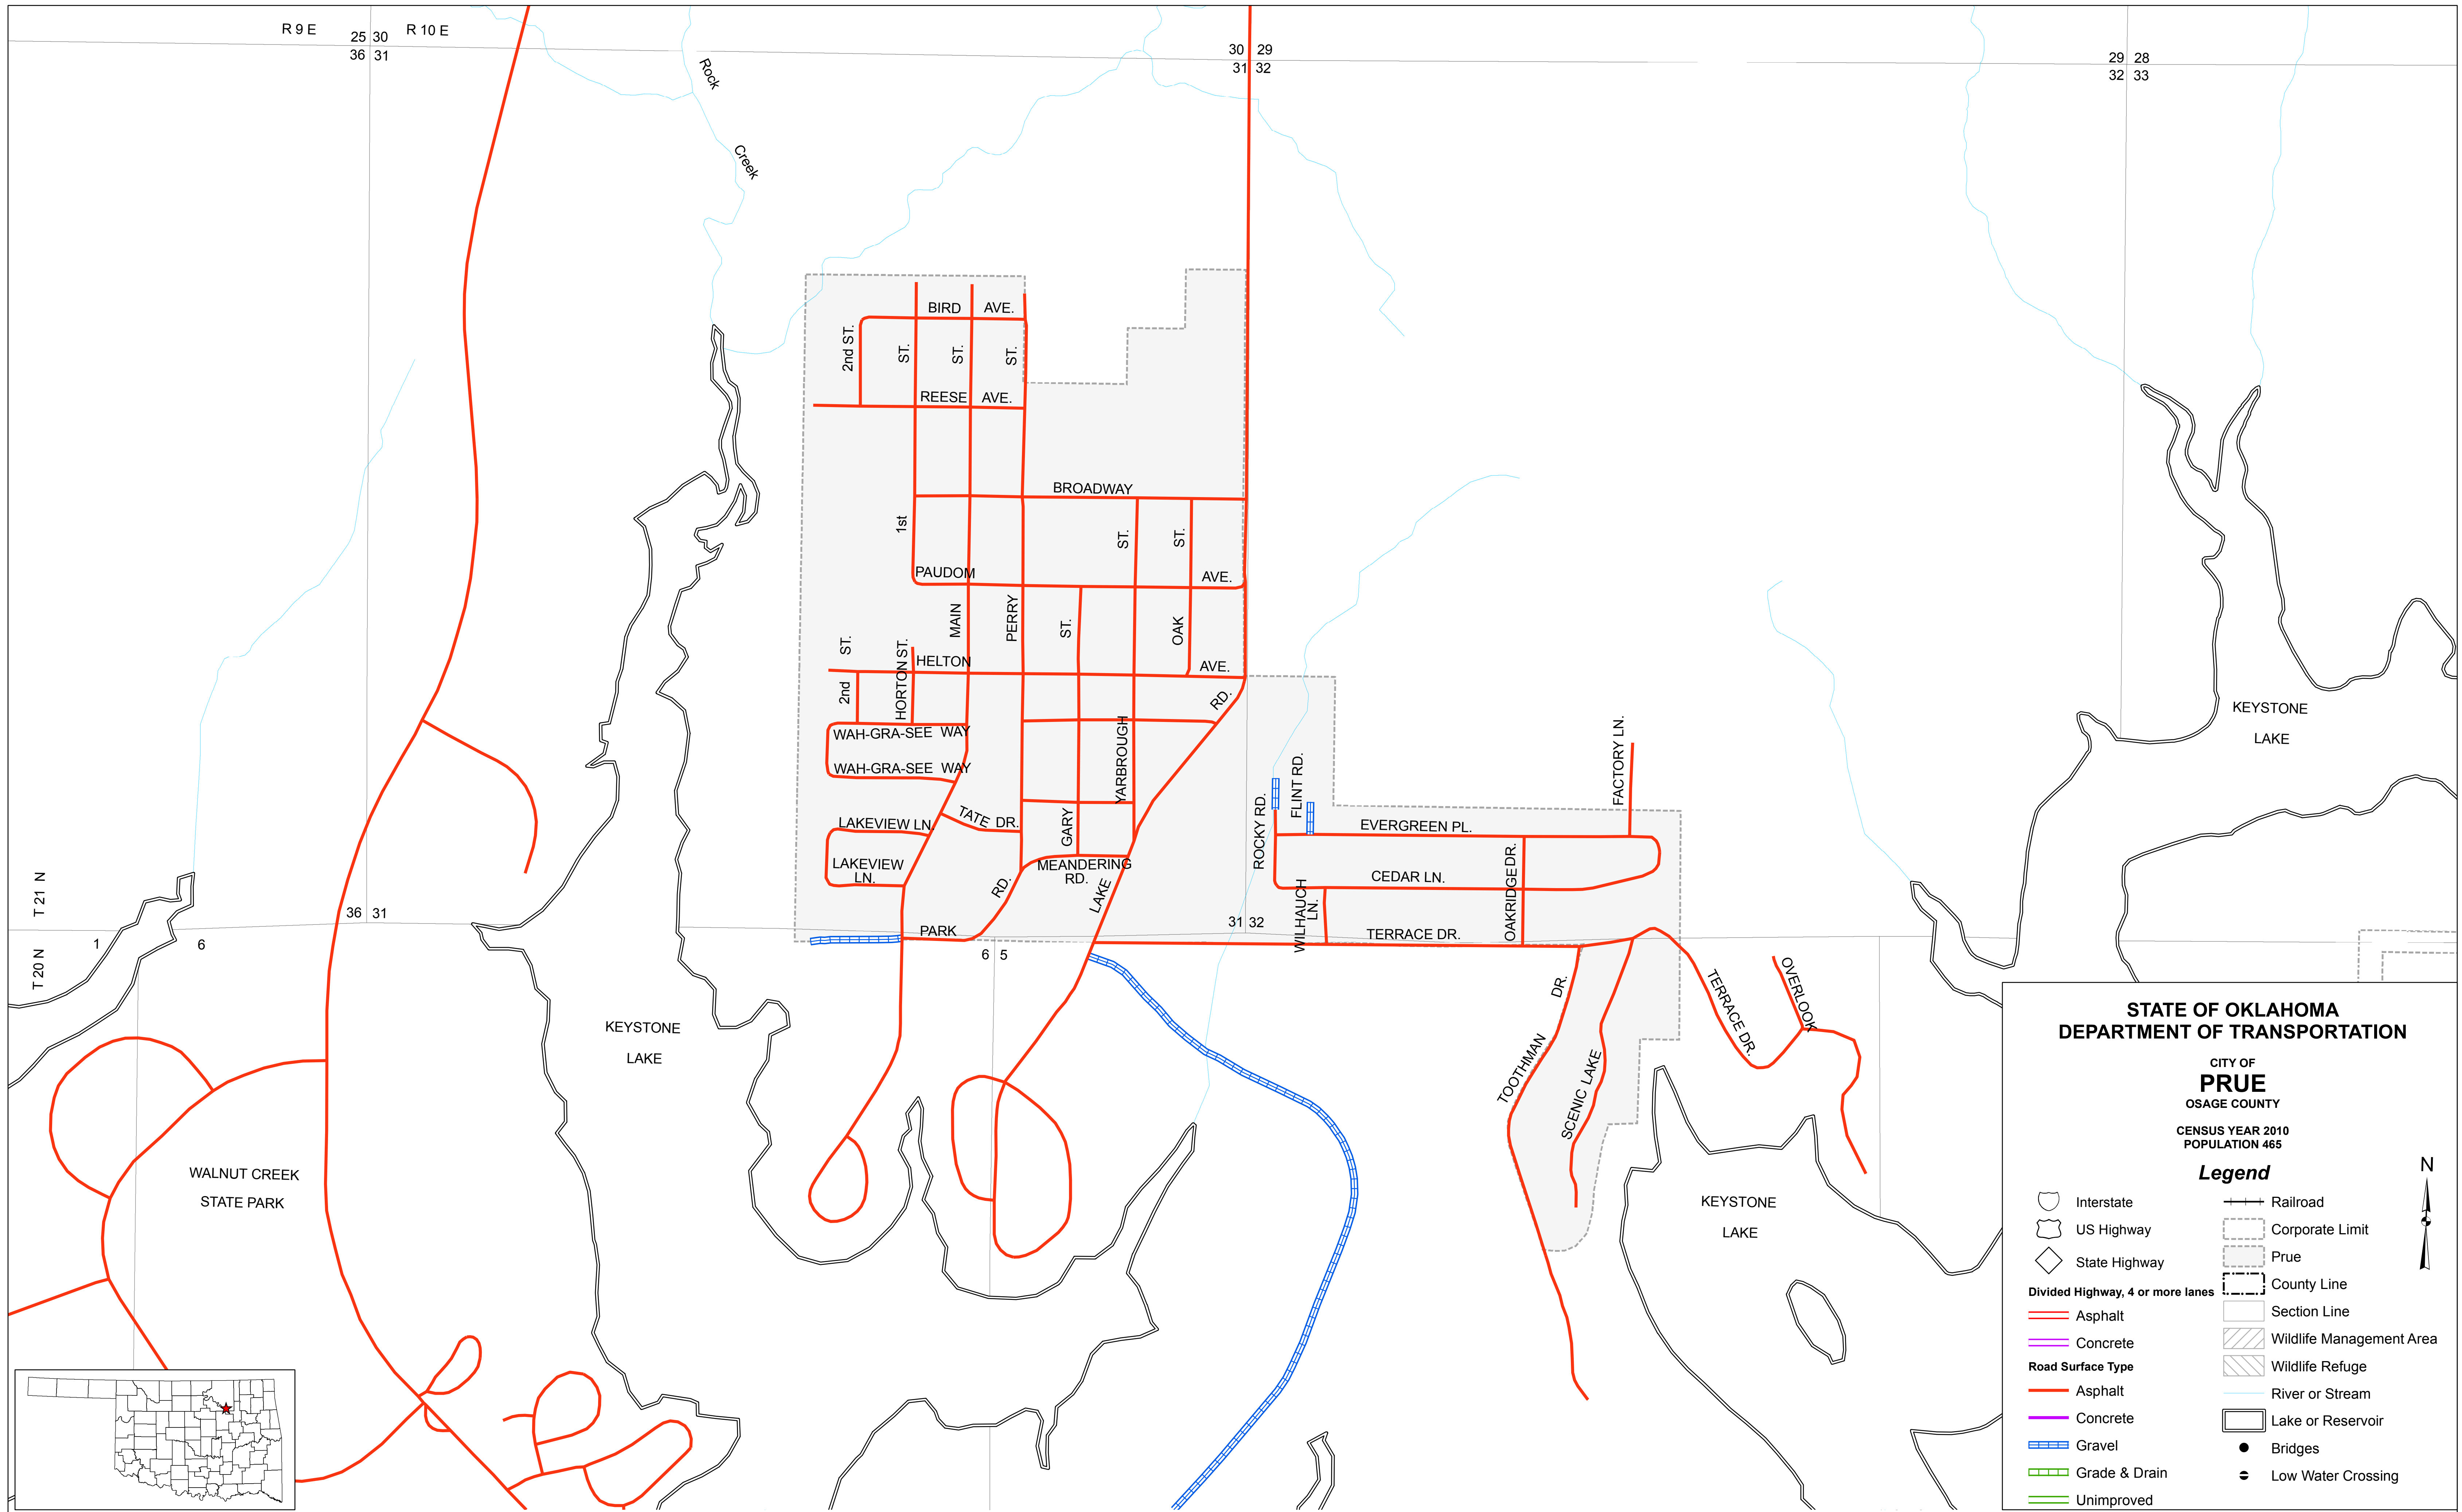 R 9 E
25 30
R 10 E
36 31
30 29
31 32
29 28
32 33
Rock
Creek
BIRD AVE.
2nd ST.
ST.
ST.
ST.
REESE AVE.
BROADWAY
1st
ST.
ST.
PAUDOM AVE.
MAIN
PERRY
ST.
OAK
2nd ST.
HORTON ST.
HELTON AVE.
RD.
WAH-GRA-SEE WAY
WAH-GRA-SEE WAY
YARBROUGH
TATE DR.
GARY
LAKEVIEW LN.
LAKEVIEW
LN.
MEANDERING
RD.
RD.
LAKE
PARK
ROCKY RD.
FLINT RD.
FACTORY LN.
EVERGREEN PL.
CEDAR LN.
OAKRIDGE DR.
WILHAUCH
LN.
TERRACE DR.
TOOTHMAN DR.
SCENIC LAKE
TERRACE DR.
OVERLOOK
KEYSTONE
LAKE
T 21 N
T 20 N
36 31
1
6
6 5
31 32
KEYSTONE
LAKE
WALNUT CREEK
STATE PARK
KEYSTONE
LAKE
STATE OF OKLAHOMA
DEPARTMENT OF TRANSPORTATION
CITY OF
PRUE
OSAGE COUNTY
CENSUS YEAR 2010
POPULATION 465
Legend
N
Interstate
US Highway
State Highway
Divided Highway, 4 or more lanes
Asphalt
Concrete
Road Surface Type
Asphalt
Concrete
Gravel
Grade & Drain
Unimproved
Railroad
Corporate Limit
Prue
County Line
Section Line
Wildlife Management Area
Wildlife Refuge
River or Stream
Lake or Reservoir
Bridges
Low Water Crossing